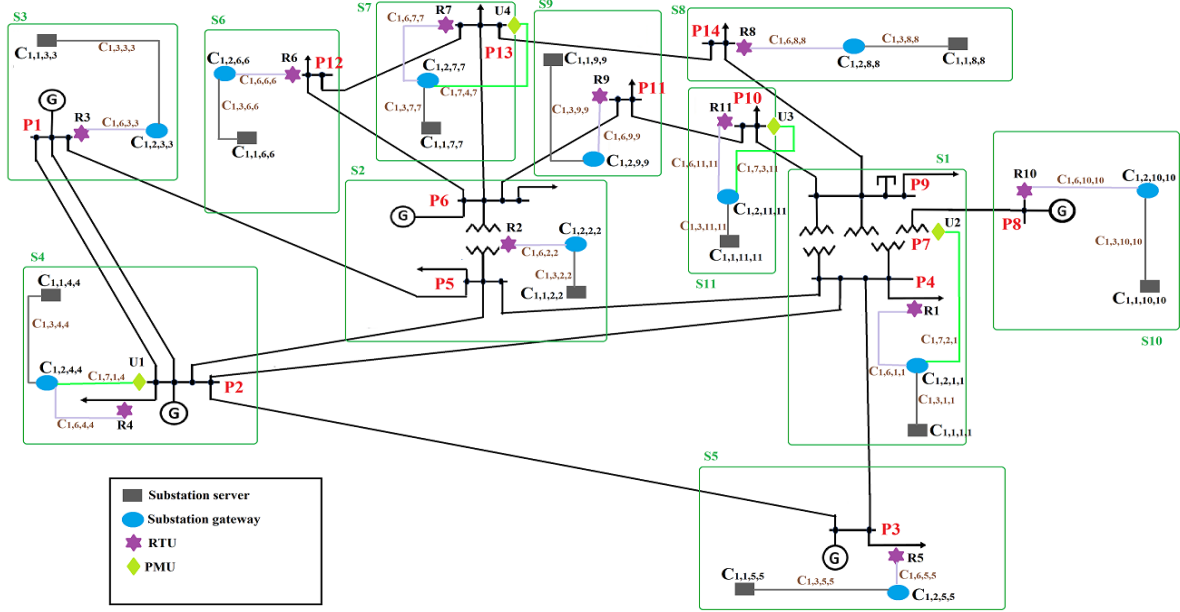 S3
C1,1,3,3
C1,3,3,3
G
P1
R3
C1,6,3,3
C1,2,3,3
S6
C1,2,6,6
R6
P12
C1,6,6,6
C1,3,6,6
C1,1,6,6
S7
C1,6,7,7
R7
U4
P13
C1,2,7,7
C1,7,4,7
C1,3,7,7
C1,1,7,7
S9
C1,1,9,9
R9
P11
C1,3,9,9
C1,6,9,9
C1,2,9,9
S8
P14
R8
C1,6,8,8
C1,3,8,8
C1,2,8,8
C1,1,8,8
P10
R11
U3
C1,6,11,11
C1,7,3,11
C1,2,11,11
C1,3,11,11
C1,1,11,11
S11
S1
P9
U2
P7
P4
R1
C1,7,2,1
C1,6,1,1
C1,2,1,1
C1,3,1,1
C1,1,1,1
R10
C1,6,10,10
C1,2,10,10
P8
G
C1,3,10,10
C1,1,10,10
S10
S2
P6
G
R2
C1,2,2,2
C1,6,2,2
C1,3,2,2
P5
C1,1,2,2
S4
C1,1,4,4
C1,3,4,4
U1
C1,2,4,4
C1,7,1,4
P2
G
C1,6,4,4
R4
S5
P3
G
R5
C1,1,5,5
C1,3,5,5
C1,6,5,5
C1,2,5,5
Substation server
Substation gateway
RTU
PMU